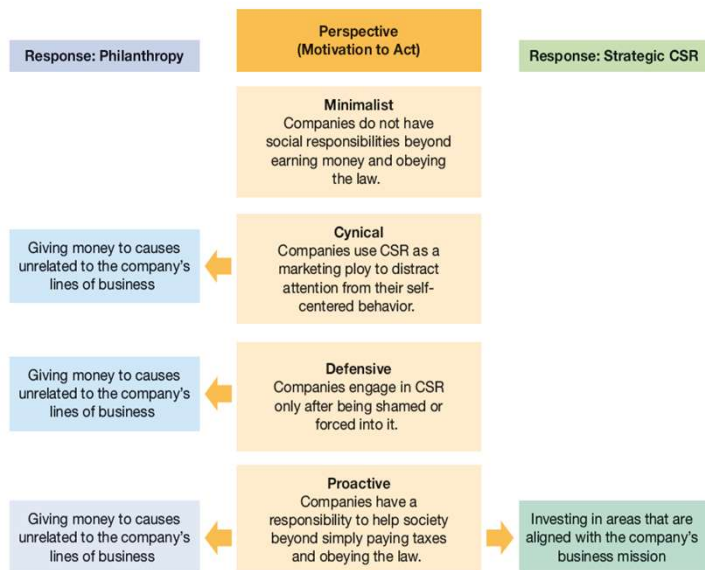 Perspective
(Motivation to Act)
Response: Philanthropy
Response: Strategic CSR
Minimalist
Companies do not have
social responsibilities beyond
earning money and obeying
the law.
Giving money to causes
unrelated to the company's
lines of business
Cynical
Companies use CSR as a
marketing ploy to distract
attention from their self-
centered behavior.
Giving money to causes
unrelated to the company's
lines of business
Defensive
Companies engage in CSR
only after being shamed or
forced into it.
Giving money to causes
unrelated to the company's
lines of business
Proactive
Companies have a
responsibility to help society
beyond simply paying taxes
and obeying the law.
Investing in areas that are
aligned with the company's
business mission